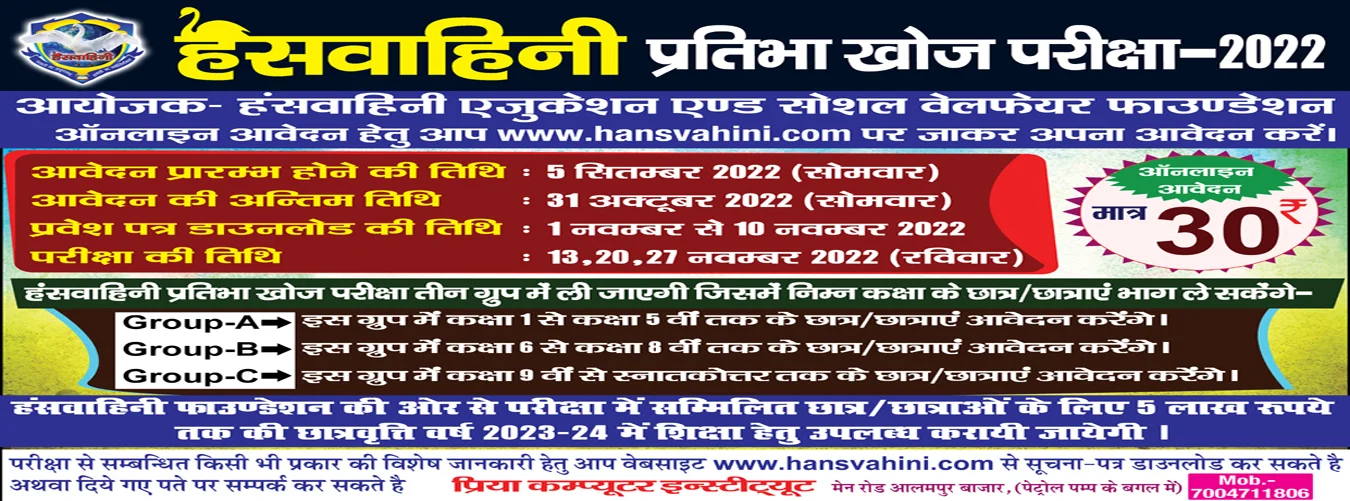 हंसवाहिनी
हंसवाहिनी प्रतिभा खोज परीक्षा–2022
आयोजक- हंसवाहिनी एजुकेशन एण्ड सोशल वेलफेयर फाउण्डेशन
ऑनलाइन आवेदन हेतु आप www.hansvahini.com पर जाकर अपना आवेदन करें।
आवेदन प्रारम्भ होने की तिथि : 5 सितम्बर 2022 (सोमवार)
आवेदन की अन्तिम तिथि : 31 अक्टूबर 2022 (सोमवार)
प्रवेश पत्र डाउनलोड की तिथि : 1 नवम्बर से 10 नवम्बर 2022
परीक्षा की तिथि : 13,20,27 नवम्बर 2022 (रविवार)
ऑनलाइन
आवेदन
मात्र 30₹
हंसवाहिनी प्रतिभा खोज परीक्षा तीन ग्रुप में ली जाएगी जिसमें निम्न कक्षा के छात्र/छात्राएं भाग ले सकेंगे–
Group-A➔ इस ग्रुप में कक्षा 1 से कक्षा 5 वीं तक के छात्र/छात्राएं आवेदन करेंगे।
Group-B➔ इस ग्रुप में कक्षा 6 से कक्षा 8 वीं तक के छात्र/छात्राएं आवेदन करेंगे।
Group-C➔ इस ग्रुप में कक्षा 9 वीं से स्नातकोत्तर तक के छात्र/छात्राएं आवेदन करेंगे।
हंसवाहिनी फाउण्डेशन की ओर से परीक्षा में सम्मिलित छात्र/छात्राओं के लिए 5 लाख रुपये
तक की छात्रवृत्ति वर्ष 2023-24 में शिक्षा हेतु उपलब्ध करायी जायेगी ।
परीक्षा से सम्बन्धित किसी भी प्रकार की विशेष जानकारी हेतु आप वेबसाइट www.hansvahini.com से सूचना-पत्र डाउनलोड कर सकते है
अथवा दिये गए पते पर सम्पर्क कर सकते है प्रिया कम्प्यूटर इन्स्टीट्यूट मेन रोड आलमपुर बाजार, (पेट्रोल पम्प के बगल में) Mob.-
7004711806